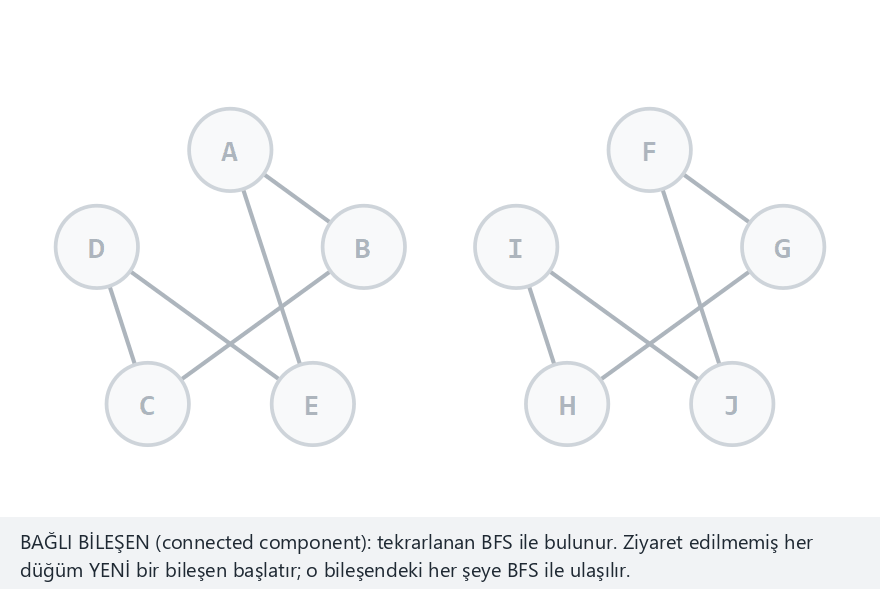 A
F
D
B
I
G
C
E
H
J
BAĞLI BİLEŞEN (connected component): tekrarlanan BFS ile bulunur. Ziyaret edilmemiş her
düğüm YENİ bir bileşen başlatır; o bileşendeki her şeye BFS ile ulaşılır.